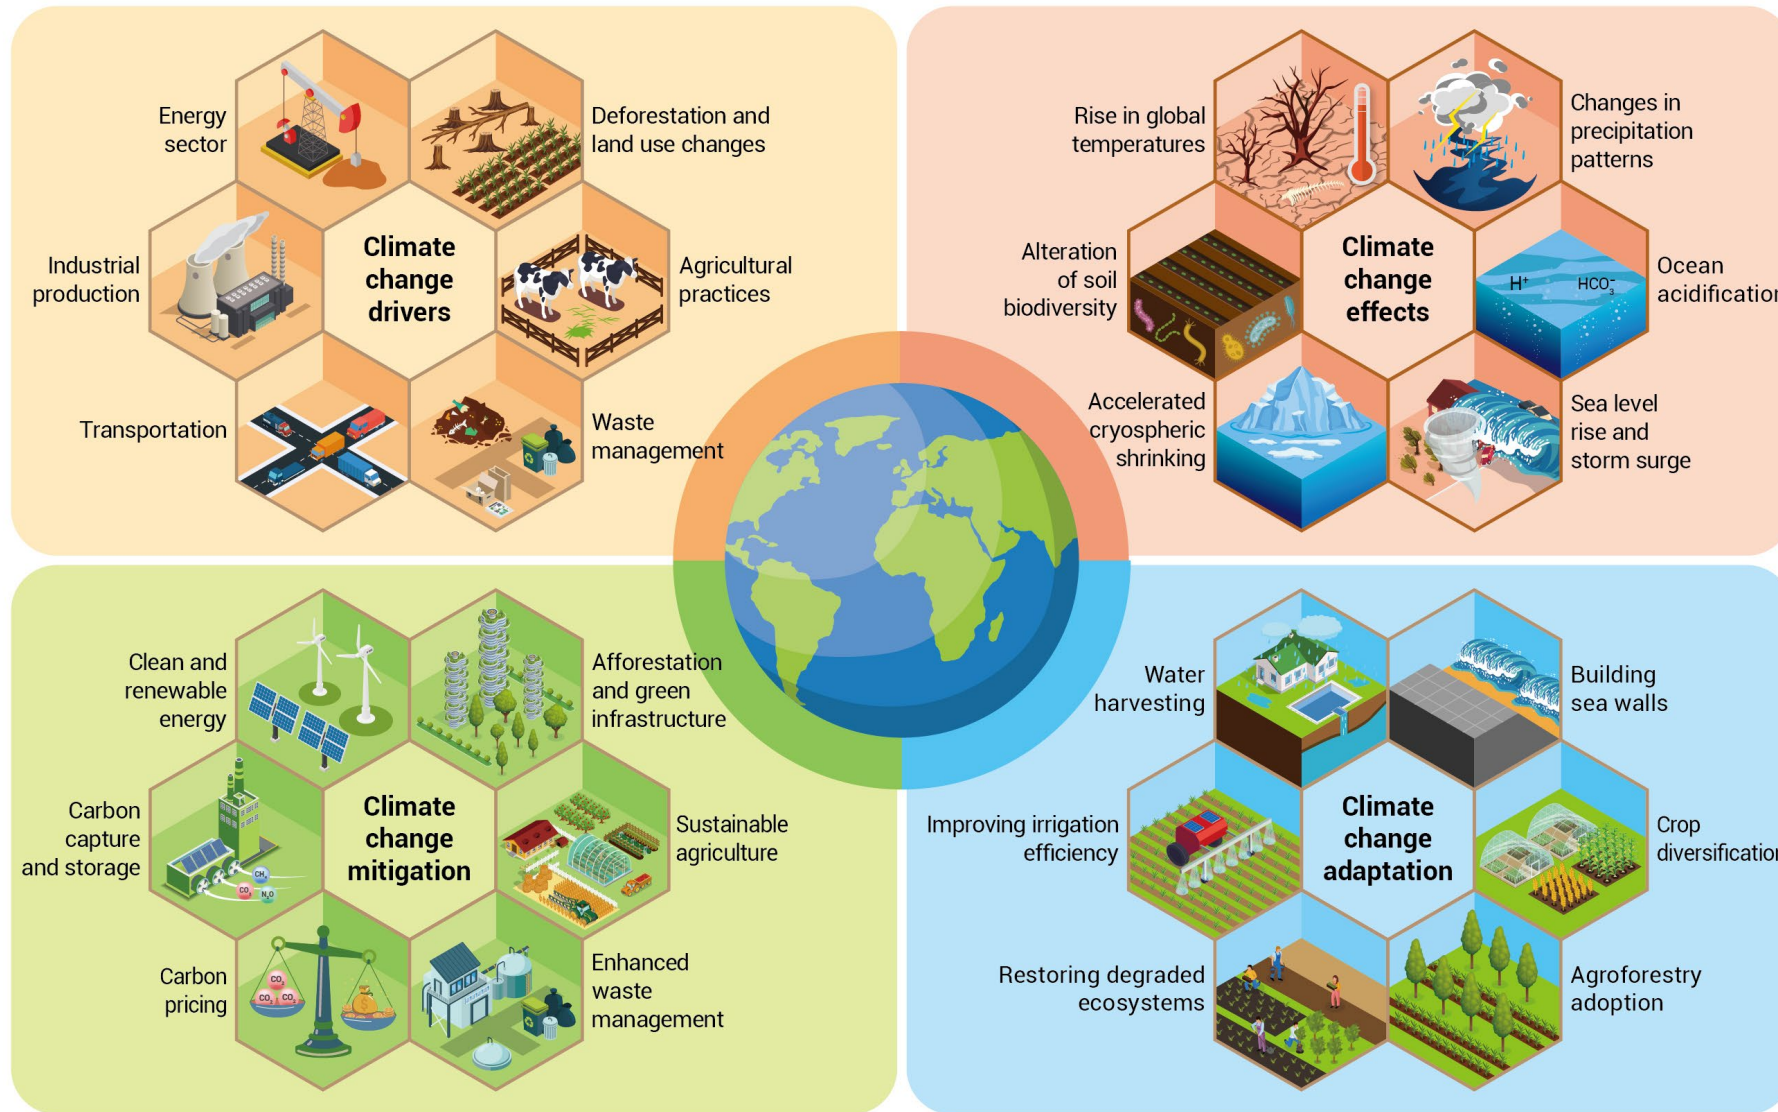 Energy
sector
Deforestation and
land use changes
Industrial
production
Climate
change
drivers
Agricultural
practices
Transportation
Waste
management
Rise in global
temperatures
Changes in
precipitation
patterns
Alteration
of soil
biodiversity
Climate
change
effects
H⁺
HCO₃⁻
Ocean
acidification
Accelerated
cryospheric
shrinking
Sea level
rise and
storm surge
Clean and
renewable
energy
Afforestation
and green
infrastructure
Carbon
capture
and storage
CH₄
CO₂
N₂O
Climate
change
mitigation
Sustainable
agriculture
Carbon
pricing
CO₂
CO₂
CO₂
$
Enhanced
waste
management
Water
harvesting
Building
sea walls
Improving irrigation
efficiency
Climate
change
adaptation
Crop
diversification
Restoring degraded
ecosystems
Agroforestry
adoption